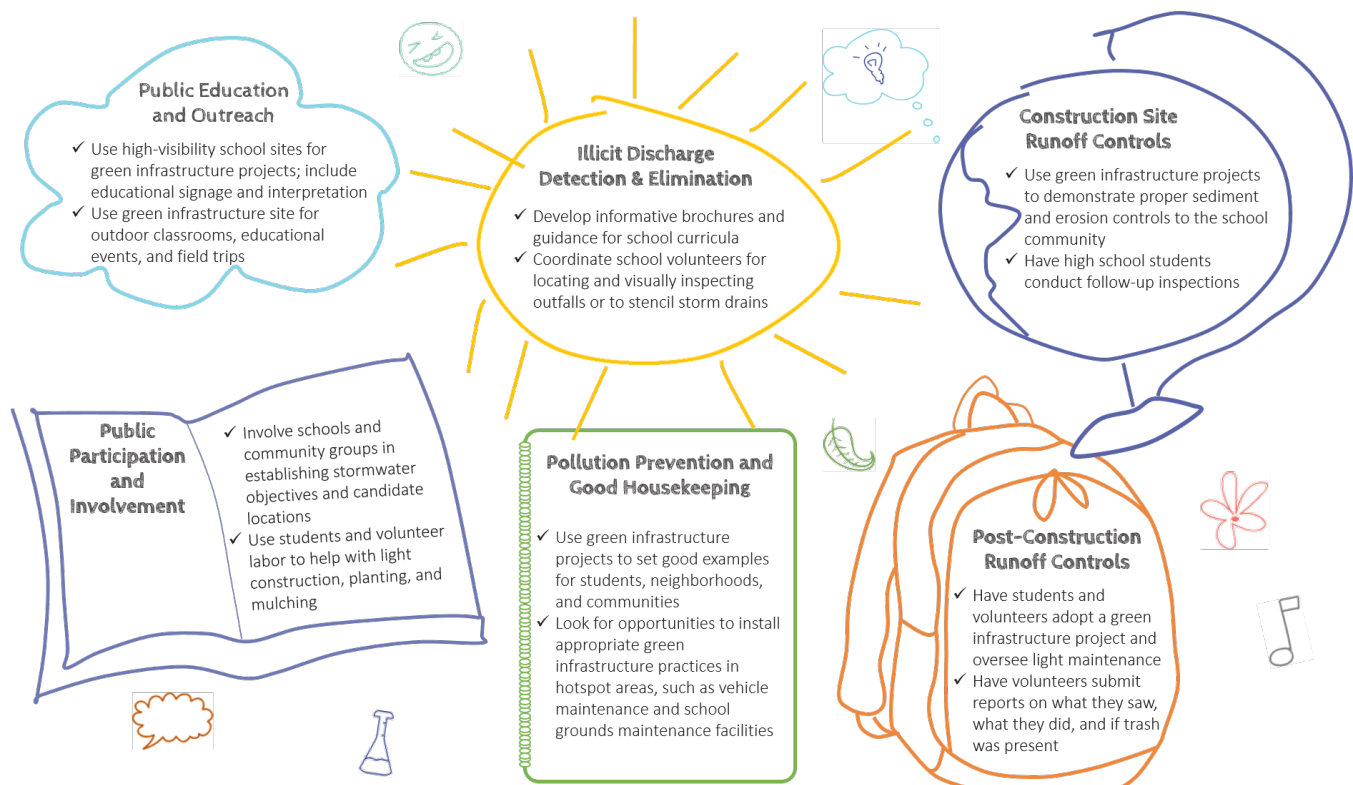 Public Education
and Outreach
✓ Use high-visibility school sites for
green infrastructure projects; include
educational signage and interpretation
✓ Use green infrastructure site for
outdoor classrooms, educational
events, and field trips
Illicit Discharge
Detection & Elimination
✓ Develop informative brochures and
guidance for school curricula
✓ Coordinate school volunteers for
locating and visually inspecting
outfalls or to stencil storm drains
Construction Site
Runoff Controls
✓ Use green infrastructure projects
to demonstrate proper sediment
and erosion controls to the school
community
✓ Have high school students
conduct follow-up inspections
Public
Participation
and
Involvement
✓ Involve schools and
community groups in
establishing stormwater
objectives and candidate
locations
✓ Use students and volunteer
labor to help with light
construction, planting, and
mulching
Pollution Prevention and
Good Housekeeping
✓ Use green infrastructure
projects to set good examples
for students, neighborhoods,
and communities
✓ Look for opportunities to install
appropriate green
infrastructure practices in
hotspot areas, such as vehicle
maintenance and school
grounds maintenance facilities
Post-Construction
Runoff Controls
✓ Have students and
volunteers adopt a green
infrastructure project and
oversee light maintenance
✓ Have volunteers submit
reports on what they saw,
what they did, and if trash
was present